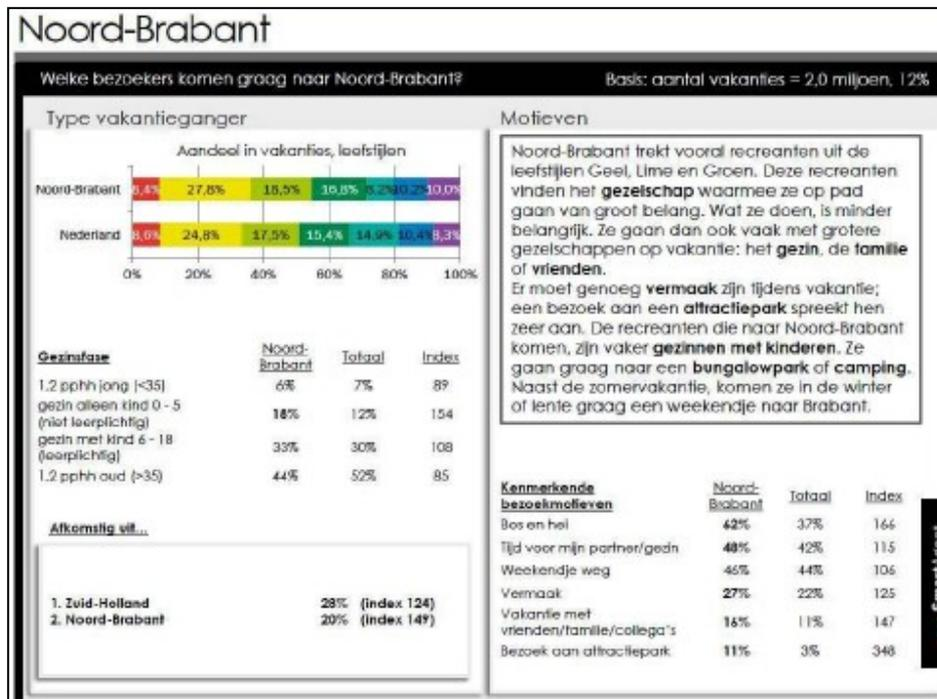 Noord-Brabant
Welke bezoekers komen graag naar Noord-Brabant?
Basis: aantal vakanties = 2,0 miljoen, 12%
Type vakantieganger
Aandeel in vakanties, leefstijlen
Noord-Brabant 8,4% 27,8% 18,5% 16,8% 8,2% 10,2% 10,0%
Nederland 8,6% 24,8% 17,5% 15,4% 14,9% 10,4% 8,3%
0% 20% 40% 60% 80% 100%
Gezinsfase Noord-Brabant Totaal Index
1.2 pphh jong (<35) 6% 7% 89
gezin alleen kind 0 - 5
(niet leerplichtig) 18% 12% 154
gezin met kind 6 - 18
(leerplichtig) 33% 30% 108
1.2 pphh oud (>35) 44% 52% 85
Afkomstig uit...
1. Zuid-Holland 28% (index 124)
2. Noord-Brabant 20% (index 149)
Motieven
Noord-Brabant trekt vooral recreanten uit de
leefstijlen Geel, Lime en Groen. Deze recreanten
vinden het gezelschap waarmee ze op pad
gaan van groot belang. Wat ze doen, is minder
belangrijk. Ze gaan dan ook vaak met grotere
gezelschappen op vakantie: het gezin, de familie
of vrienden.
Er moet genoeg vermaak zijn tijdens vakantie;
een bezoek aan een attractiepark spreekt hen
zeer aan. De recreanten die naar Noord-Brabant
komen, zijn vaker gezinnen met kinderen. Ze
gaan graag naar een bungalowpark of camping.
Naast de zomervakantie, komen ze in de winter
of lente graag een weekendje naar Brabant.
Kenmerkende
bezoekmotieven Noord-Brabant Totaal Index
Bos en hei 62% 37% 166
Tijd voor mijn partner/gezin 48% 42% 115
Weekendje weg 46% 44% 106
Vermaak 27% 22% 125
Vakantie met
vrienden/familie/collega's 16% 11% 147
Bezoek aan attractiepark 11% 3% 348